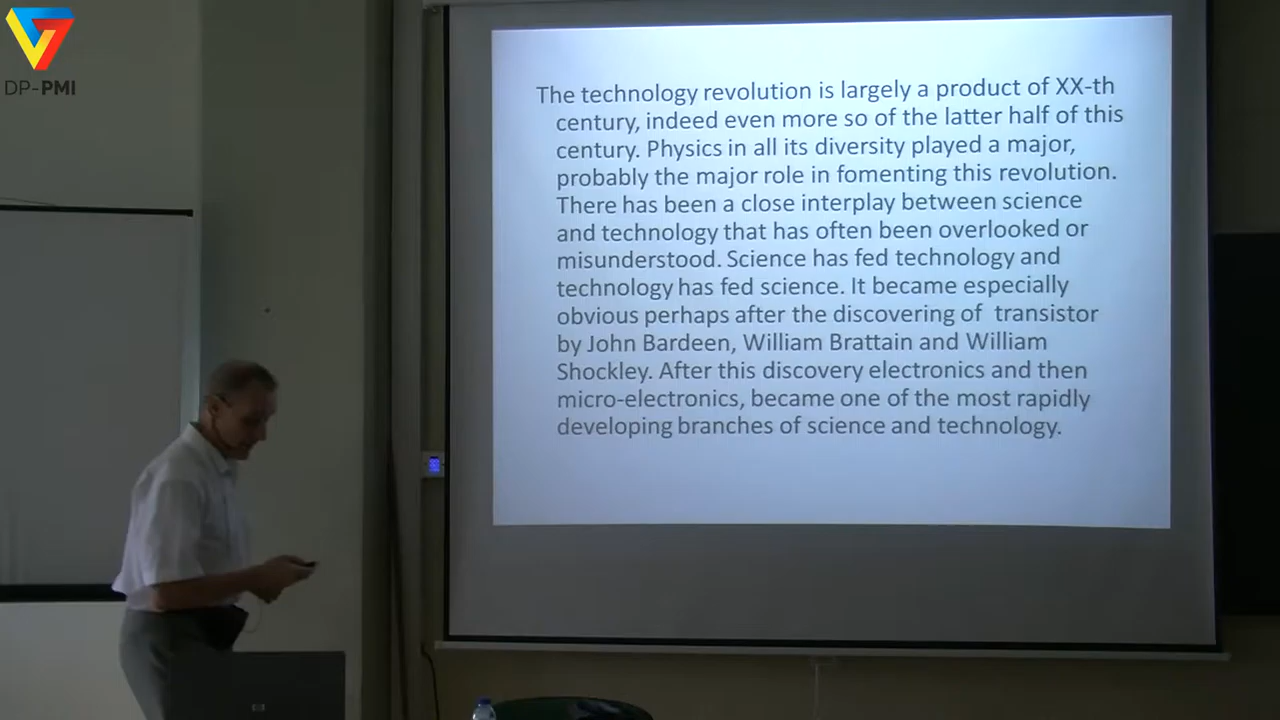 DP-PMI
The technology revolution is largely a product of XX-th
century, indeed even more so of the latter half of this
century. Physics in all its diversity played a major,
probably the major role in fomenting this revolution.
There has been a close interplay between science
and technology that has often been overlooked or
misunderstood. Science has fed technology and
technology has fed science. It became especially
obvious perhaps after the discovering of  transistor
by John Bardeen, William Brattain and William
Shockley. After this discovery electronics and then
micro-electronics, became one of the most rapidly
developing branches of science and technology.
hp